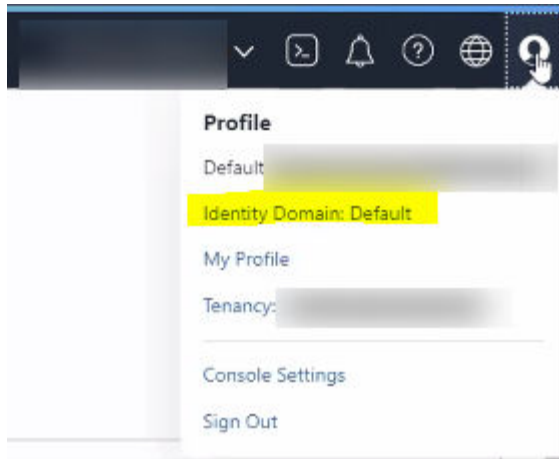 Profile
Default
Identity Domain: Default
My Profile
Tenancy:
Console Settings
Sign Out